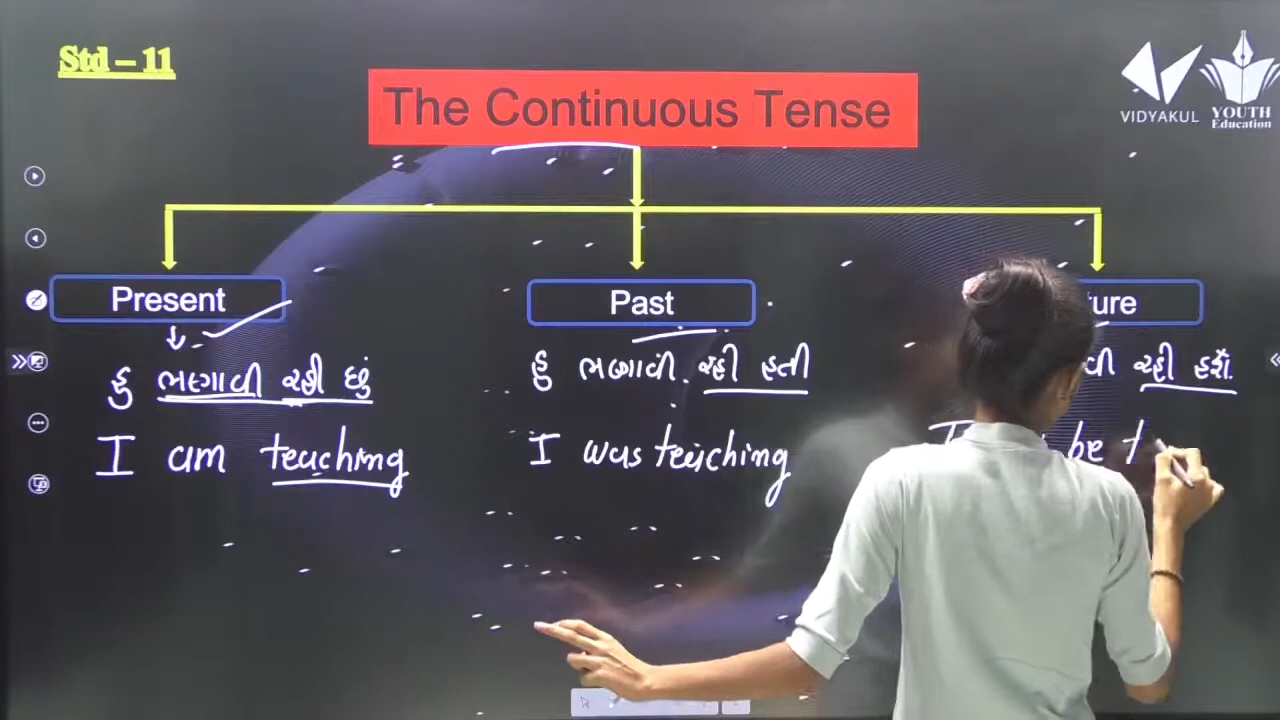 Std – 11
The Continuous Tense
VIDYAKUL
YOUTH
Education
Present
Past
ture
હું ભણાવી રહી છું
હું ભણાવી રહી હતી
વી રહી હશે.
I am teaching
I was teaching
I be t